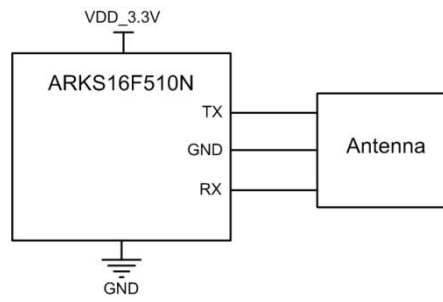 VDD_3.3V
ARKS16F510N
TX
GND
RX
Antenna
GND